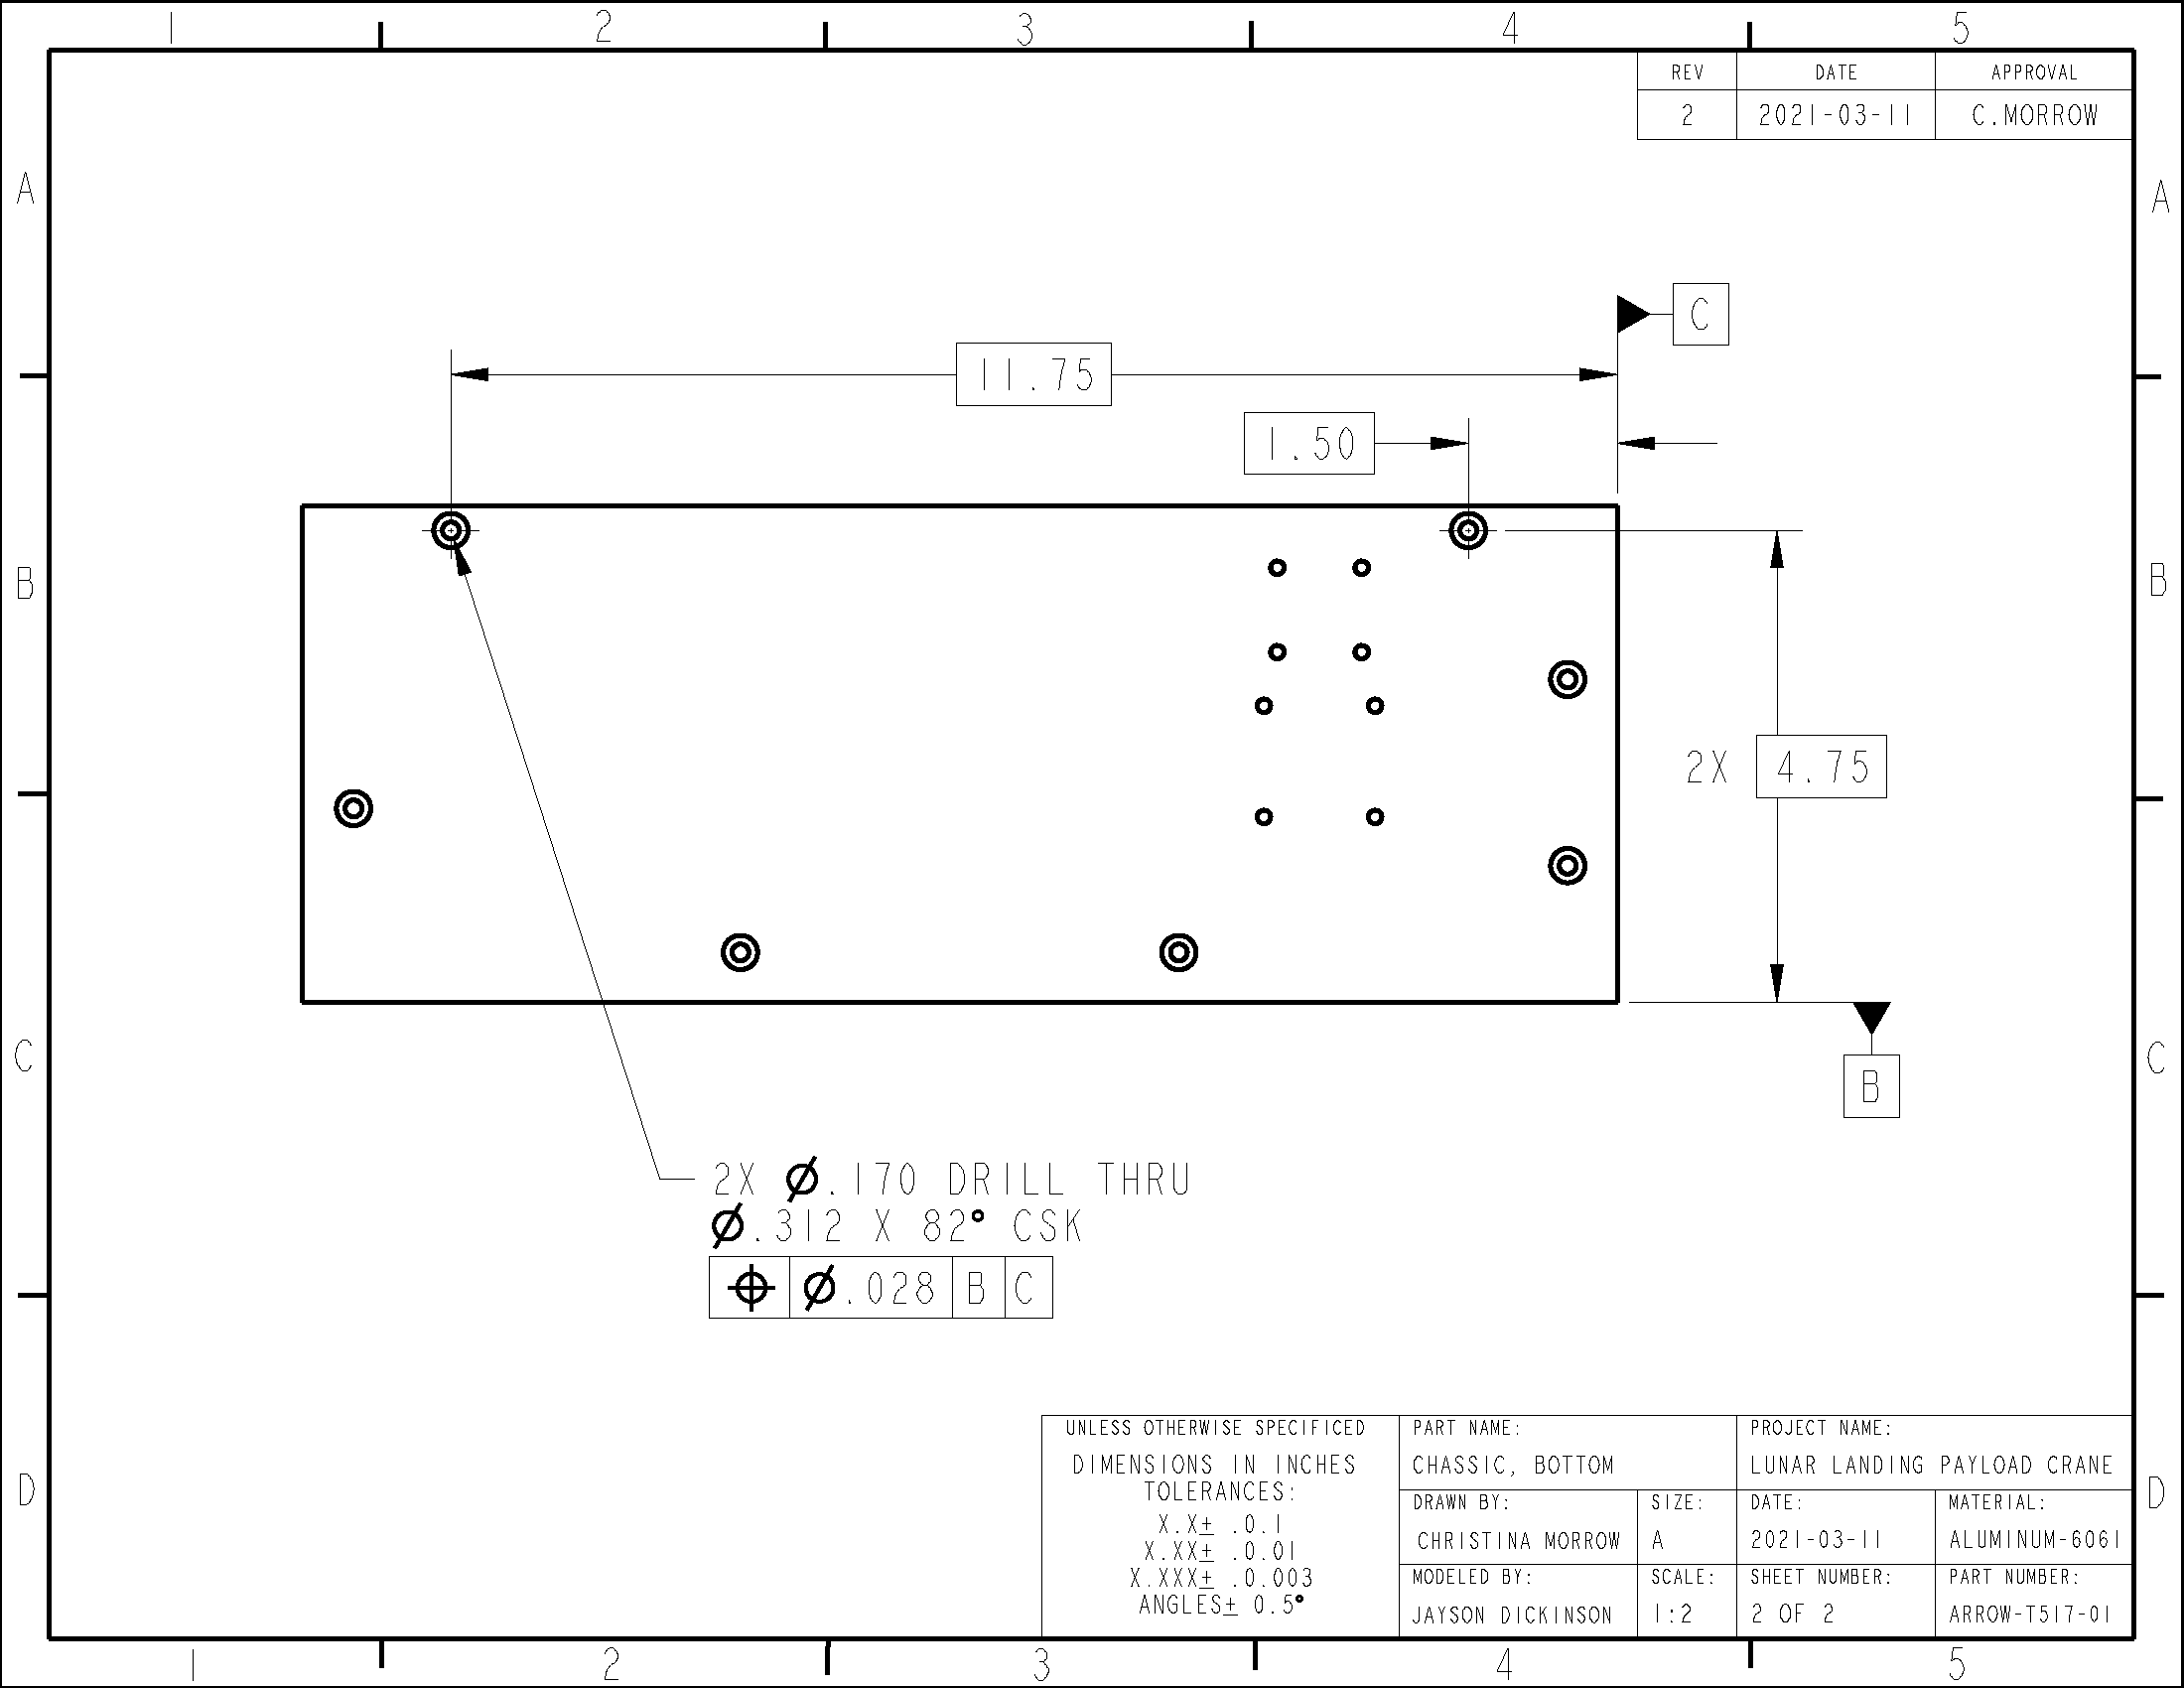 1 2 3 4 5
REV DATE APPROVAL
2 2021-03-11 C.MORROW
A A
C
11.75
1.50
B B
2X 4.75
C C
B
2X Ø.170 DRILL THRU
Ø.312 X 82° CSK
⌖ Ø.028 B C
UNLESS OTHERWISE SPECIFICED
DIMENSIONS IN INCHES
TOLERANCES:
X.X± .0.1
X.XX± .0.01
X.XXX± .0.003
ANGLES± 0.5°
PART NAME:
CHASSIC, BOTTOM
PROJECT NAME:
LUNAR LANDING PAYLOAD CRANE
DRAWN BY:
CHRISTINA MORROW
SIZE:
A
DATE:
2021-03-11
MATERIAL:
ALUMINUM-6061
MODELED BY:
JAYSON DICKINSON
SCALE:
1:2
SHEET NUMBER:
2 OF 2
PART NUMBER:
ARROW-T517-01
D D
1 2 3 4 5